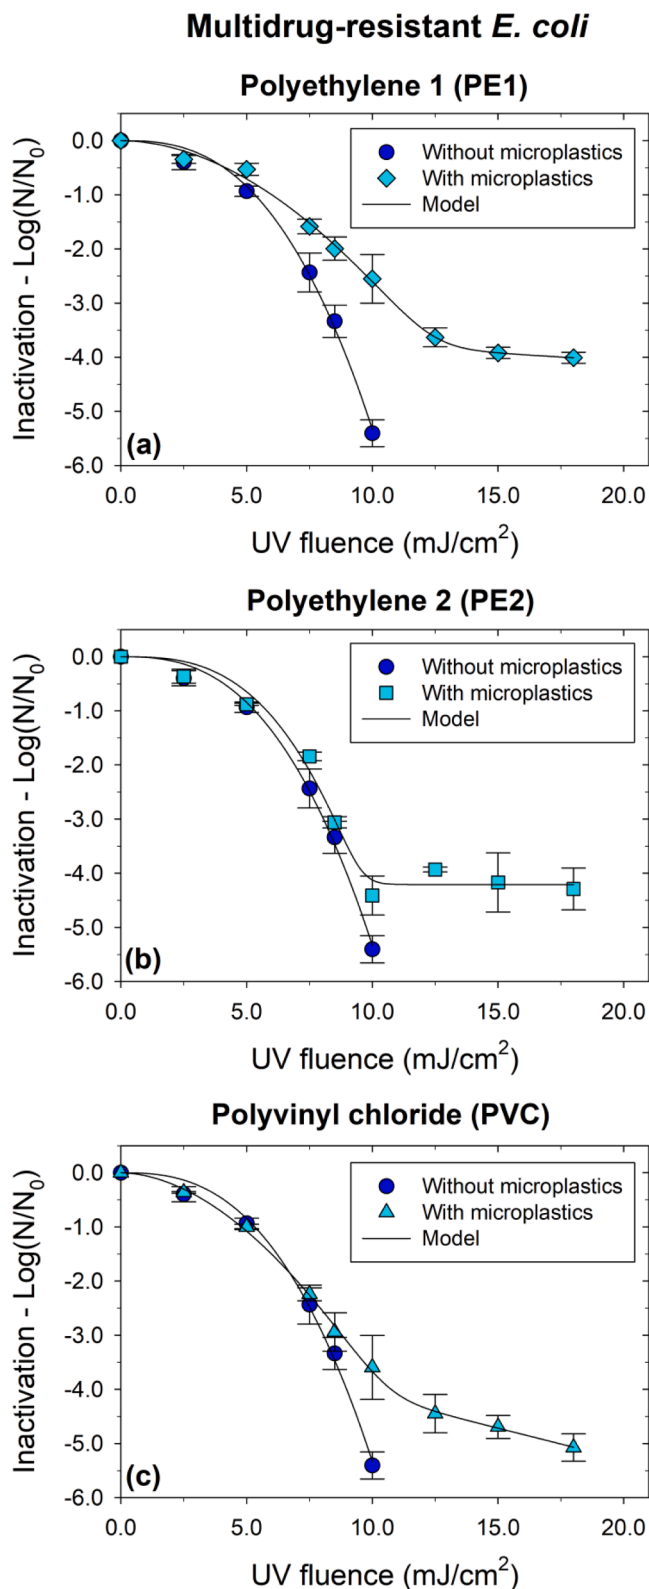 Multidrug-resistant E. coli
Polyethylene 1 (PE1)
Inactivation - Log(N/N₀)
0.0
-1.0
-2.0
-3.0
-4.0
-5.0
-6.0
Without microplastics
With microplastics
Model
(a)
0.0 5.0 10.0 15.0 20.0
UV fluence (mJ/cm²)
Polyethylene 2 (PE2)
Inactivation - Log(N/N₀)
0.0
-1.0
-2.0
-3.0
-4.0
-5.0
-6.0
Without microplastics
With microplastics
Model
(b)
0.0 5.0 10.0 15.0 20.0
UV fluence (mJ/cm²)
Polyvinyl chloride (PVC)
Inactivation - Log(N/N₀)
0.0
-1.0
-2.0
-3.0
-4.0
-5.0
-6.0
Without microplastics
With microplastics
Model
(c)
0.0 5.0 10.0 15.0 20.0
UV fluence (mJ/cm²)